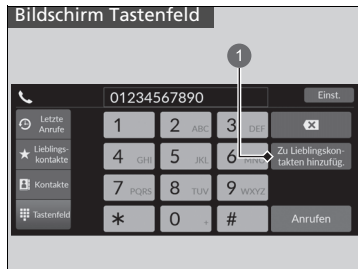 Bildschirm Tastenfeld
1
01234567890
Einst.
Letzte
Anrufe
1
2 ABC
3 DEF
Lieblings-
kontakte
4 GHI
5 JKL
6 MNO
Zu Lieblingskon-
takten hinzufüg.
Kontakte
7 PQRS
8 TUV
9 WXYZ
Tastenfeld
*
0 +
#
Anrufen